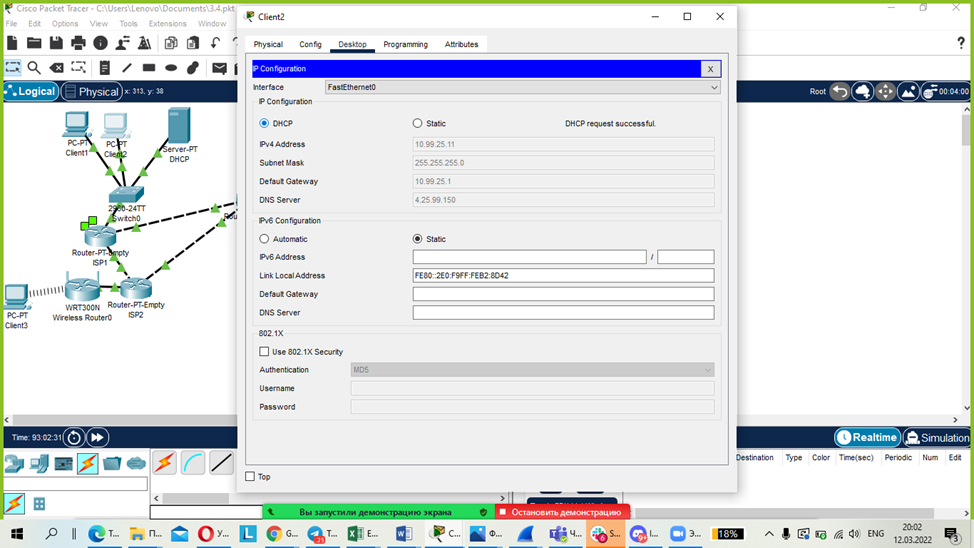 Cisco Packet Tracer - C:\Users\Lenovo\Documents\3.4.pkt
File Edit Options View Tools Extensions Window
Client2
Physical Config Desktop Programming Attributes
IP Configuration X
Interface FastEthernet0
IP Configuration
DHCP Static DHCP request successful.
IPv4 Address 10.99.25.11
Subnet Mask 255.255.255.0
Default Gateway 10.99.25.1
DNS Server 4.25.99.150
IPv6 Configuration
Automatic Static
IPv6 Address /
Link Local Address FE80::2E0:F9FF:FEB2:8D42
Default Gateway
DNS Server
802.1X
Use 802.1X Security
Authentication MD5
Username
Password
Top
Logical Physical x: 313, y: 38
Root 00:04:00
PC-PT
Client1
PC-PT
Client2
Server-PT
DHCP
2950-24TT
Switch0
Router-PT-Empty
ISP1
PC-PT
Client3
WRT300N
Wireless Router0
Router-PT-Empty
ISP2
Time: 93:02:31
Realtime Simulation
Destination Type Color Time(sec) Periodic Num Edit
Вы запустили демонстрацию экрана
Остановить демонстрацию
T... П... У... G... T... E... W... C... Ф... Ч... S... I... Э...
18%
ENG
20:02
12.03.2022
3